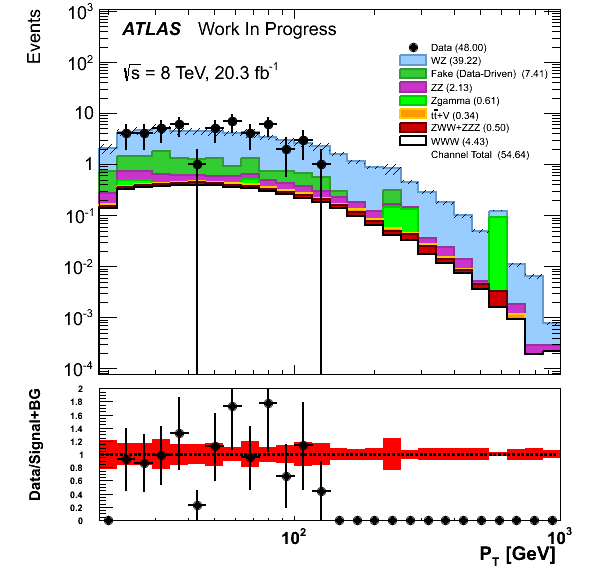 Events
10³
10²
10
1
10⁻¹
10⁻²
10⁻³
10⁻⁴
ATLAS Work In Progress
√s = 8 TeV, 20.3 fb⁻¹
Data (48.00)
WZ (39.22)
Fake (Data-Driven) (7.41)
ZZ (2.13)
Zgamma (0.61)
tt̄+V (0.34)
ZWW+ZZZ (0.50)
WWW (4.43)
Channel Total (54.64)
Data/Signal+BG
2
1.8
1.6
1.4
1.2
1
0.8
0.6
0.4
0.2
0
10² 10³
P_T [GeV]